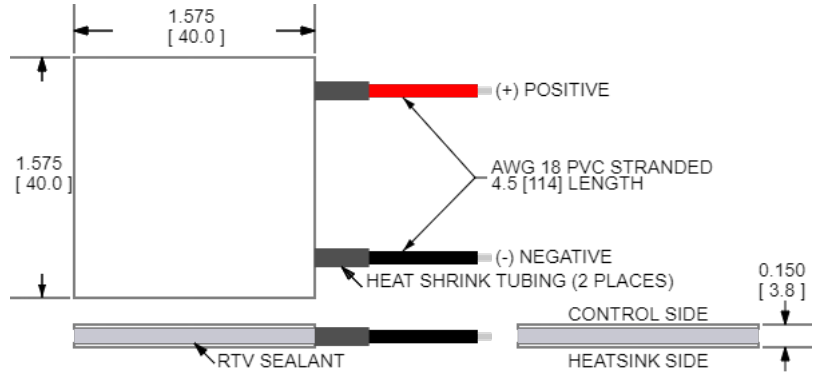 1.575
[ 40.0 ]
(+) POSITIVE
1.575
[ 40.0 ]
AWG 18 PVC STRANDED
4.5 [114] LENGTH
(-) NEGATIVE
HEAT SHRINK TUBING (2 PLACES)
0.150
[ 3.8 ]
CONTROL SIDE
RTV SEALANT
HEATSINK SIDE